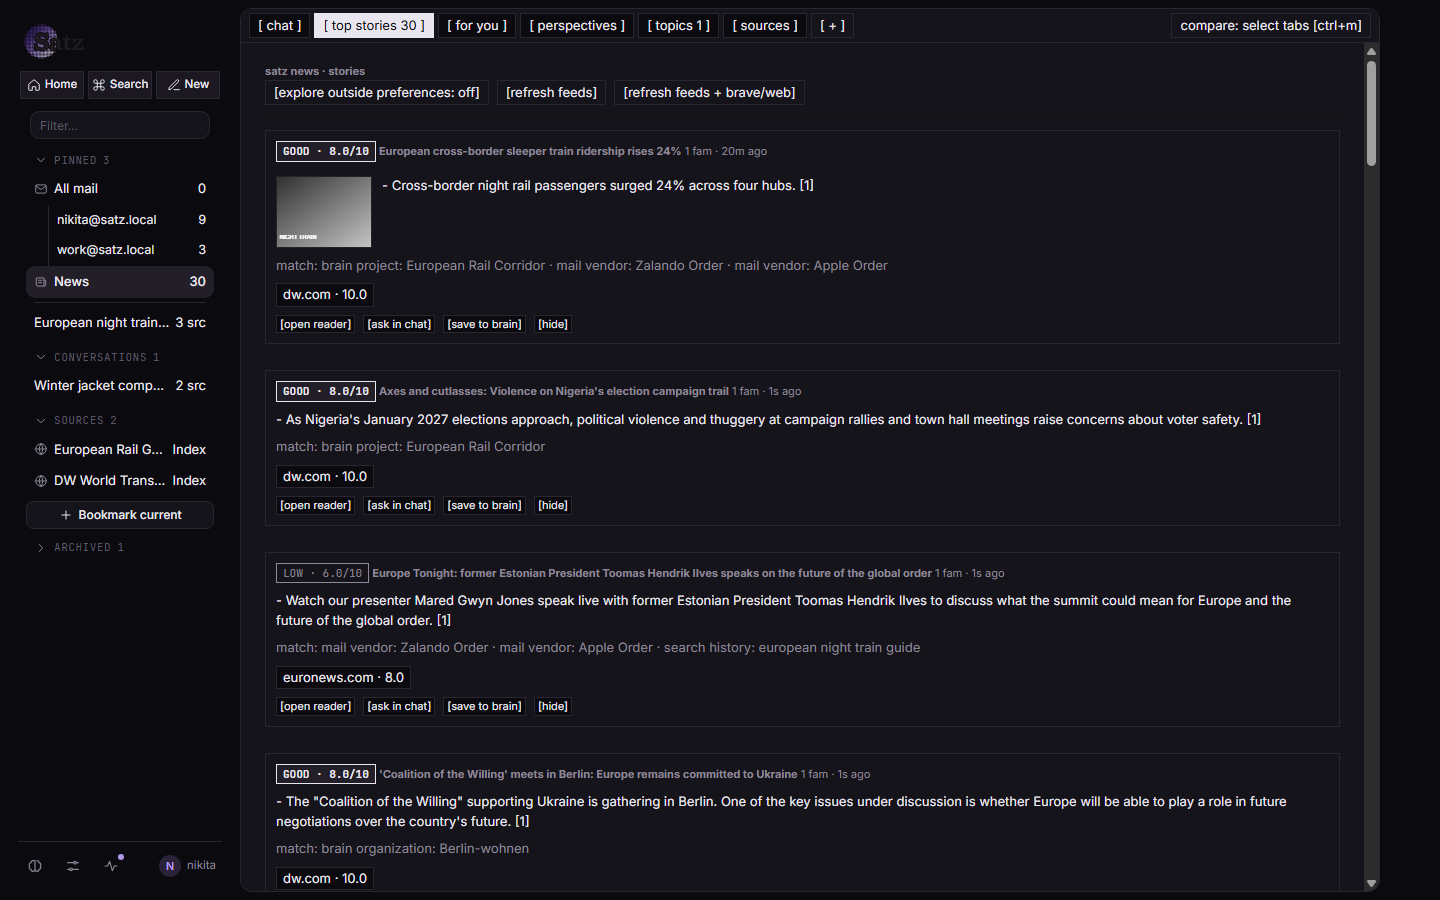 Satz
Home
Search
New
Filter...
PINNED 3
All mail 0
nikita@satz.local 9
work@satz.local 3
News 30
European night train... 3 src
CONVERSATIONS 1
Winter jacket comp... 2 src
SOURCES 2
European Rail G... Index
DW World Trans... Index
+ Bookmark current
ARCHIVED 1
N nikita
[ chat ] [ top stories 30 ] [ for you ] [ perspectives ] [ topics 1 ] [ sources ] [ + ] compare: select tabs [ctrl+m]
satz news · stories
[explore outside preferences: off] [refresh feeds] [refresh feeds + brave/web]
GOOD · 8.0/10 European cross-border sleeper train ridership rises 24% 1 fam · 20m ago
NIGHT TRAIN
- Cross-border night rail passengers surged 24% across four hubs. [1]
match: brain project: European Rail Corridor · mail vendor: Zalando Order · mail vendor: Apple Order
dw.com · 10.0
[open reader] [ask in chat] [save to brain] [hide]
GOOD · 8.0/10 Axes and cutlasses: Violence on Nigeria's election campaign trail 1 fam · 1s ago
- As Nigeria's January 2027 elections approach, political violence and thuggery at campaign rallies and town hall meetings raise concerns about voter safety. [1]
match: brain project: European Rail Corridor
dw.com · 10.0
[open reader] [ask in chat] [save to brain] [hide]
LOW · 6.0/10 Europe Tonight: former Estonian President Toomas Hendrik Ilves speaks on the future of the global order 1 fam · 1s ago
- Watch our presenter Mared Gwyn Jones speak live with former Estonian President Toomas Hendrik Ilves to discuss what the summit could mean for Europe and the
future of the global order. [1]
match: mail vendor: Zalando Order · mail vendor: Apple Order · search history: european night train guide
euronews.com · 8.0
[open reader] [ask in chat] [save to brain] [hide]
GOOD · 8.0/10 'Coalition of the Willing' meets in Berlin: Europe remains committed to Ukraine 1 fam · 1s ago
- The "Coalition of the Willing" supporting Ukraine is gathering in Berlin. One of the key issues under discussion is whether Europe will be able to play a role in future
negotiations over the country's future. [1]
match: brain organization: Berlin-wohnen
dw.com · 10.0